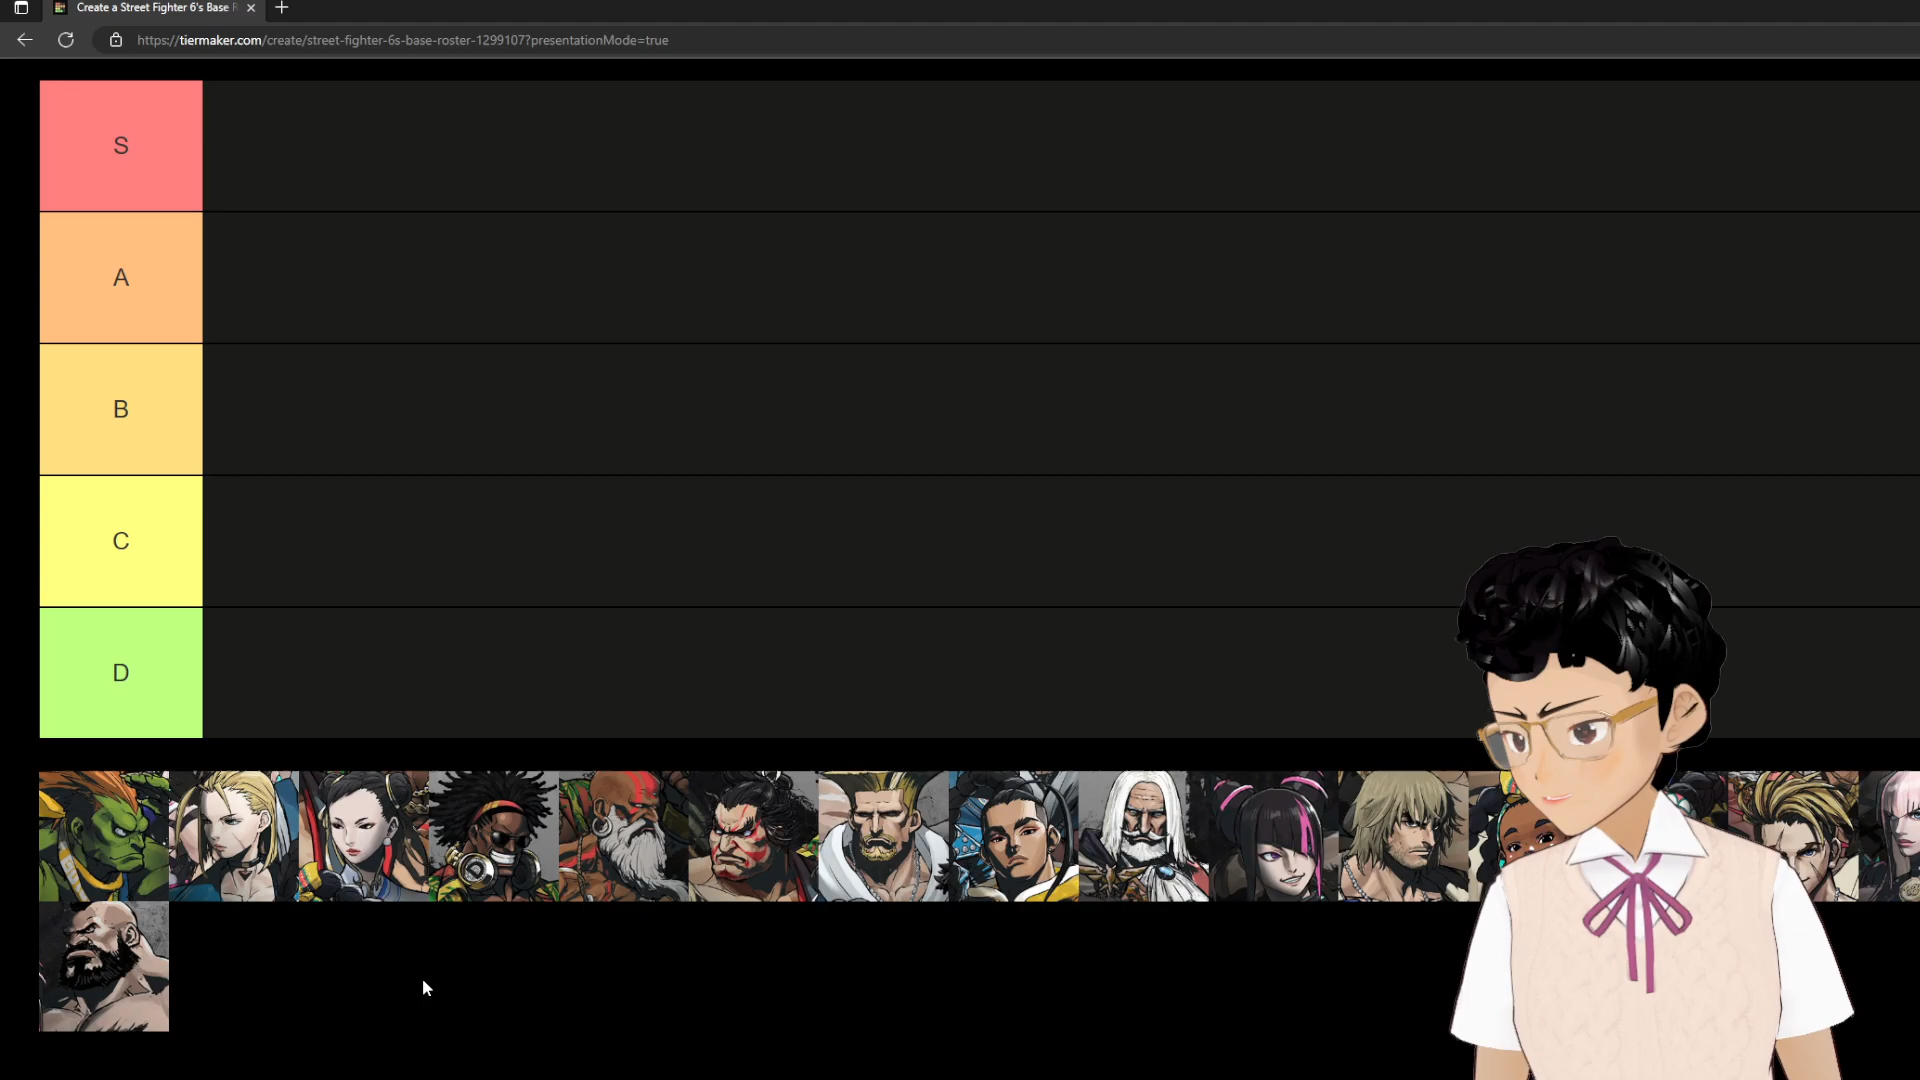 Create a Street Fighter 6's Base R
https://tiermaker.com/create/street-fighter-6s-base-roster-1299107?presentationMode=true
S
A
B
C
D
D